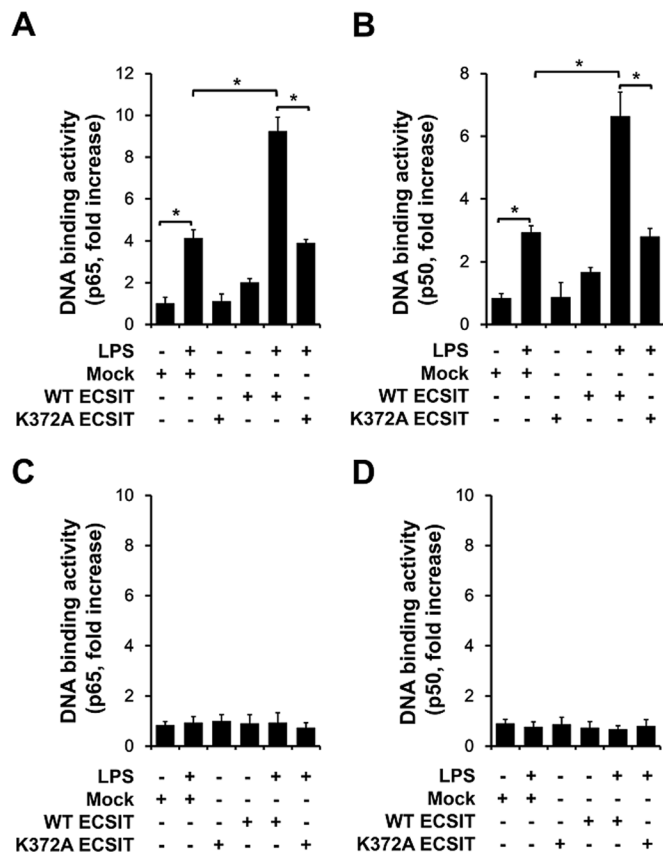 A
DNA binding activity
(p65, fold increase)
12
10
8
6
4
2
0
*
*
*
LPS - + - - + +
Mock + + - - - -
WT ECSIT - - - + + -
K372A ECSIT - - + - - +
B
DNA binding activity
(p50, fold increase)
8
6
4
2
0
*
*
*
LPS - + - - + +
Mock + + - - - -
WT ECSIT - - - + + -
K372A ECSIT - - + - - +
C
DNA binding activity
(p65, fold increase)
10
8
6
4
2
0
LPS - + - - + +
Mock + + - - - -
WT ECSIT - - - + + -
K372A ECSIT - - + - - +
D
DNA binding activity
(p50, fold increase)
10
8
6
4
2
0
LPS - + - - + +
Mock + + - - - -
WT ECSIT - - - + + -
K372A ECSIT - - + - - +